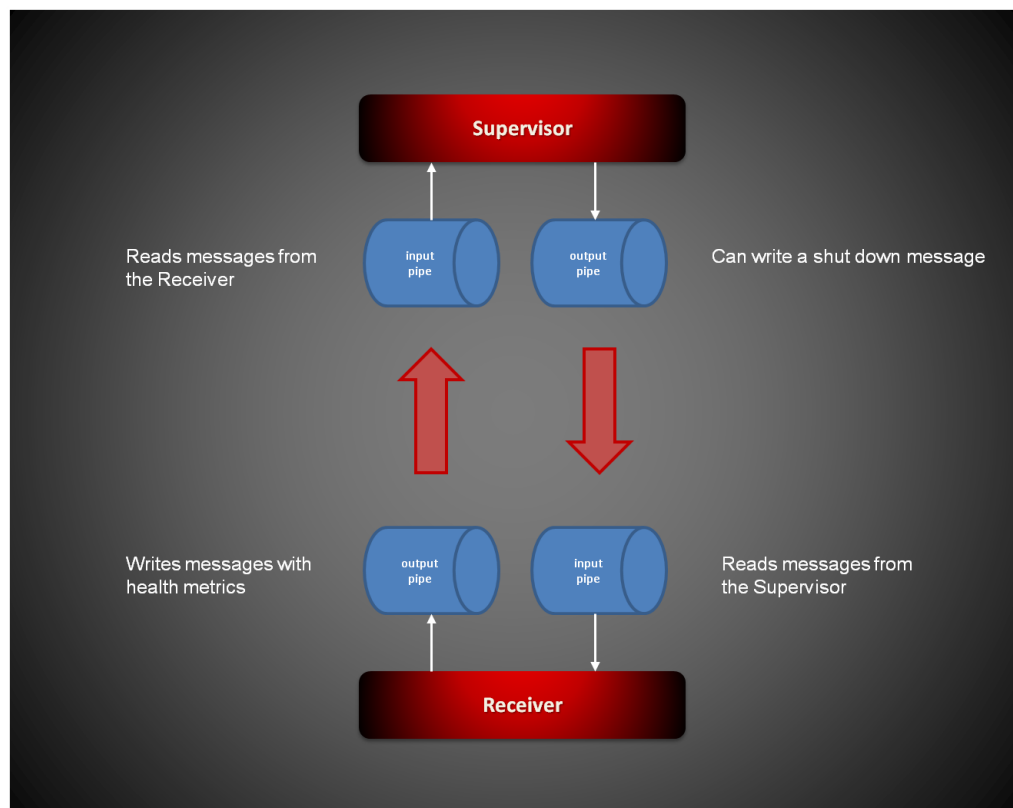 Supervisor
Reads messages from
the Receiver
input
pipe
output
pipe
Can write a shut down message
Writes messages with
health metrics
output
pipe
input
pipe
Reads messages from
the Supervisor
Receiver